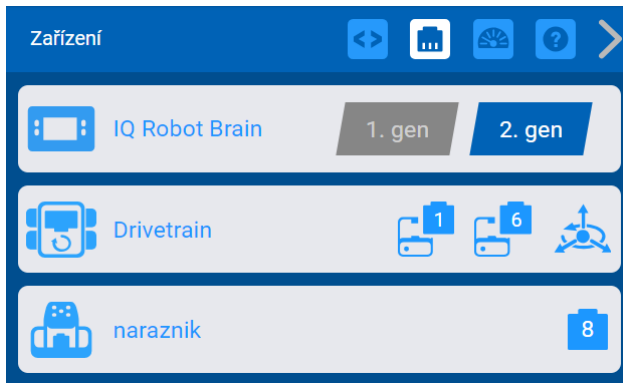 Zařízení
IQ Robot Brain 1. gen 2. gen
Drivetrain 1 6
naraznik 8